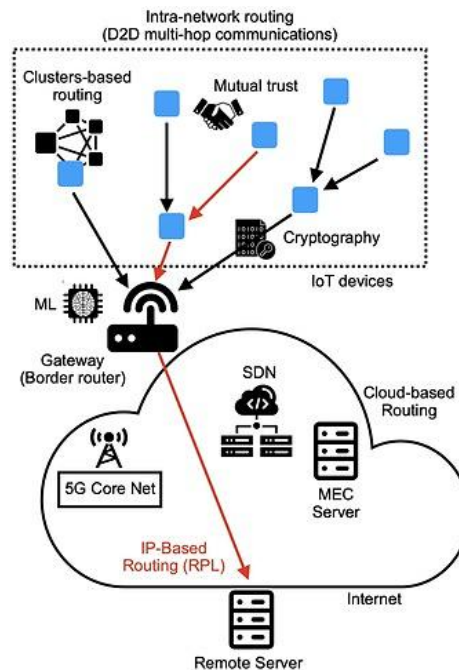 Intra-network routing
(D2D multi-hop communications)
Clusters-based
routing
Mutual trust
Cryptography
IoT devices
ML
Gateway
(Border router)
SDN
Cloud-based
Routing
5G Core Net
MEC
Server
IP-Based
Routing (RPL)
Internet
Remote Server